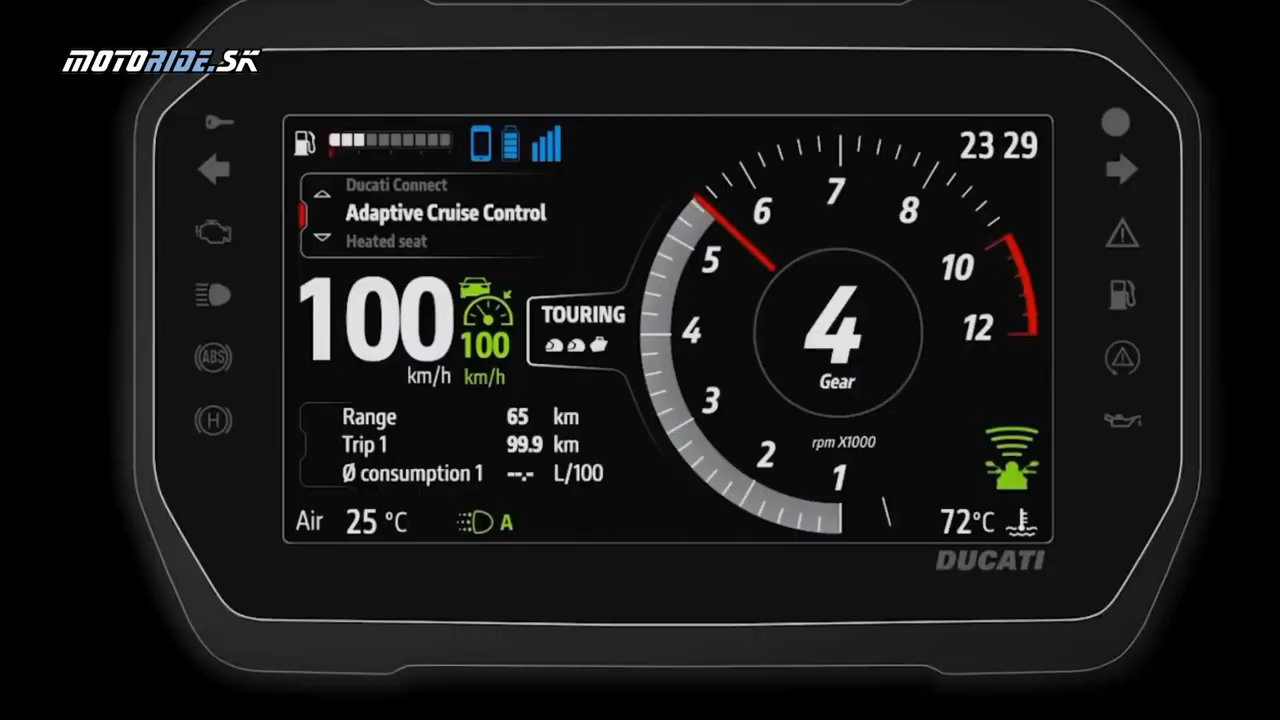 MOTORIDE.SK
23 29
Ducati Connect
Adaptive Cruise Control
Heated seat
100
km/h
100
km/h
TOURING
Range 65 km
Trip 1 99.9 km
Ø consumption 1 --.- L/100
Air 25 °C
A
1
2
3
4
5
6
7
8
10
12
4
Gear
rpm X1000
72°C
ABS
H
DUCATI